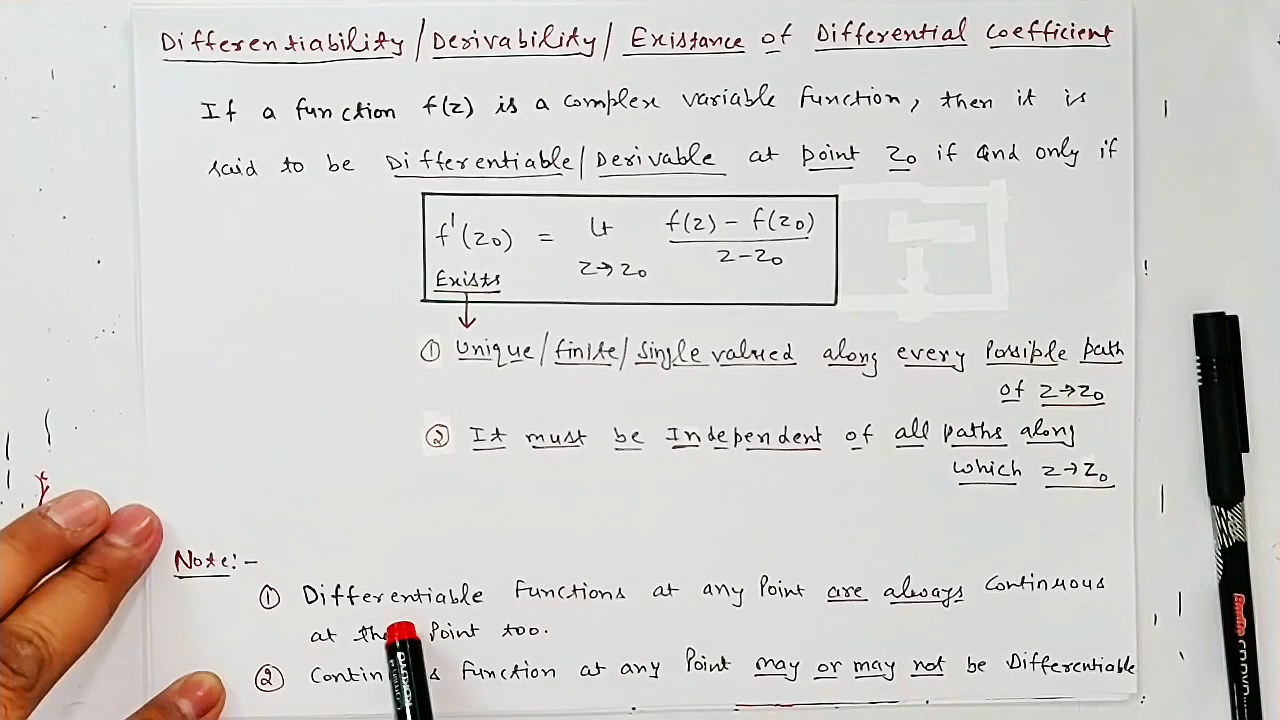 Differentiability/Derivability/Existance of Differential Coefficient
If a function f(z) is a complex variable function, then it is
said to be Differentiable/Derivable at point z₀ if and only if
f'(z₀) = Lt z→z₀ f(z) - f(z₀) / z - z₀
Exists
① Unique/finite/single valued along every possible path
of z→z₀
② It must be Independent of all paths along
which z→z₀
Note:-
① Differentiable Functions at any Point are always continuous
at Point too.
② Function at any Point may or may not be Differentiable